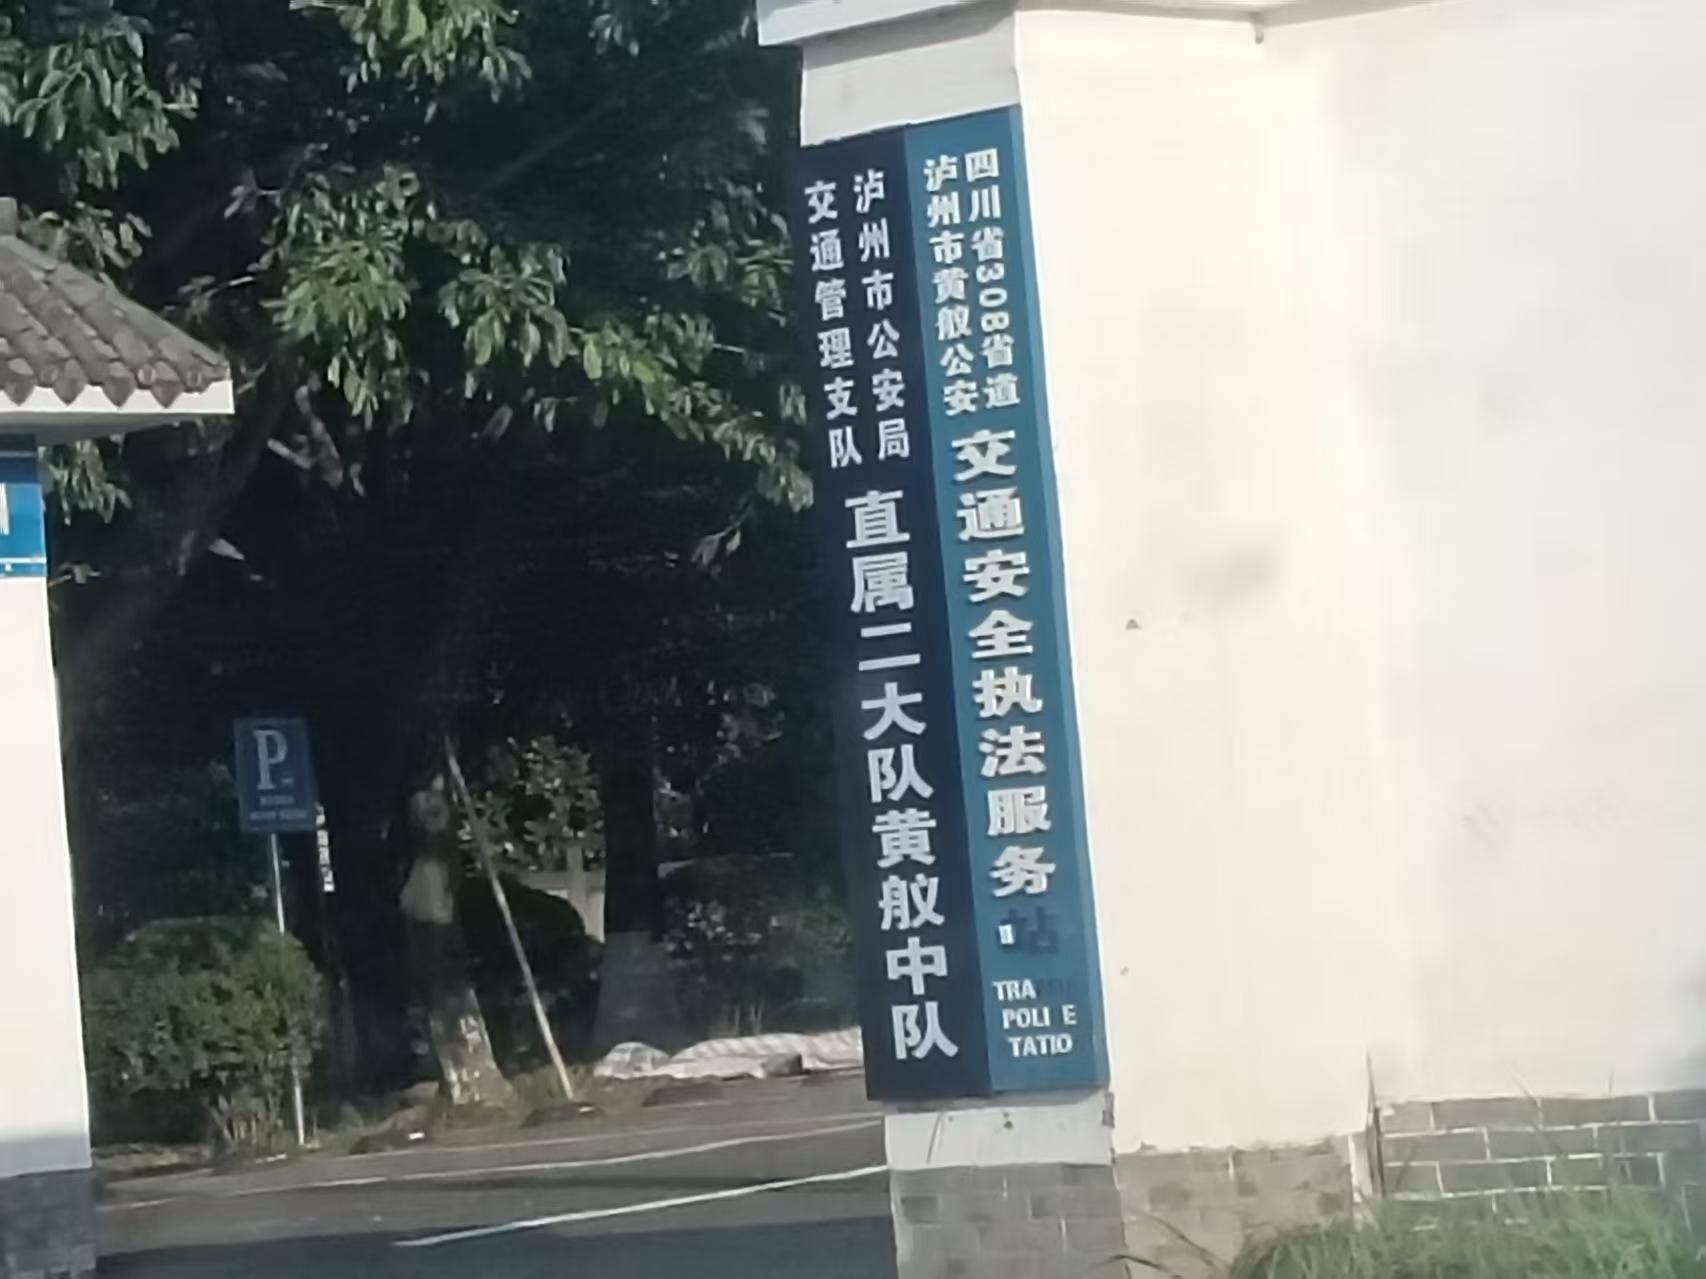 四川省308省道
泸州市黄舣公安
交通安全执法服务站
TRA
POLI E
TATIO
泸州市公安局
交通管理支队
直属二大队黄舣中队
P